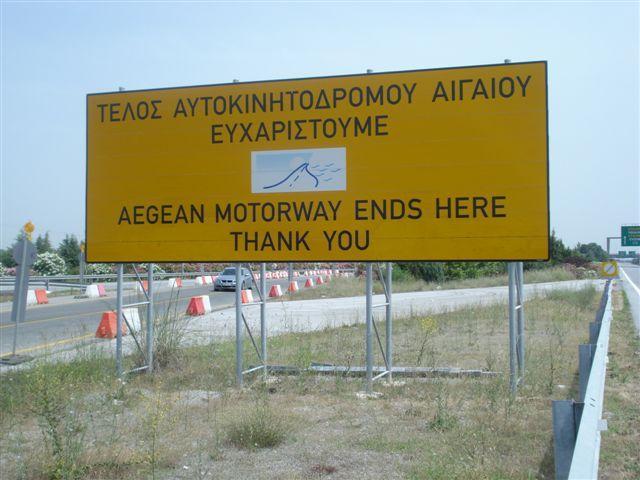 ΤΕΛΟΣ ΑΥΤΟΚΙΝΗΤΟΔΡΟΜΟΥ ΑΙΓΑΙΟΥ
ΕΥΧΑΡΙΣΤΟΥΜΕ
AEGEAN MOTORWAY ENDS HERE
THANK YOU